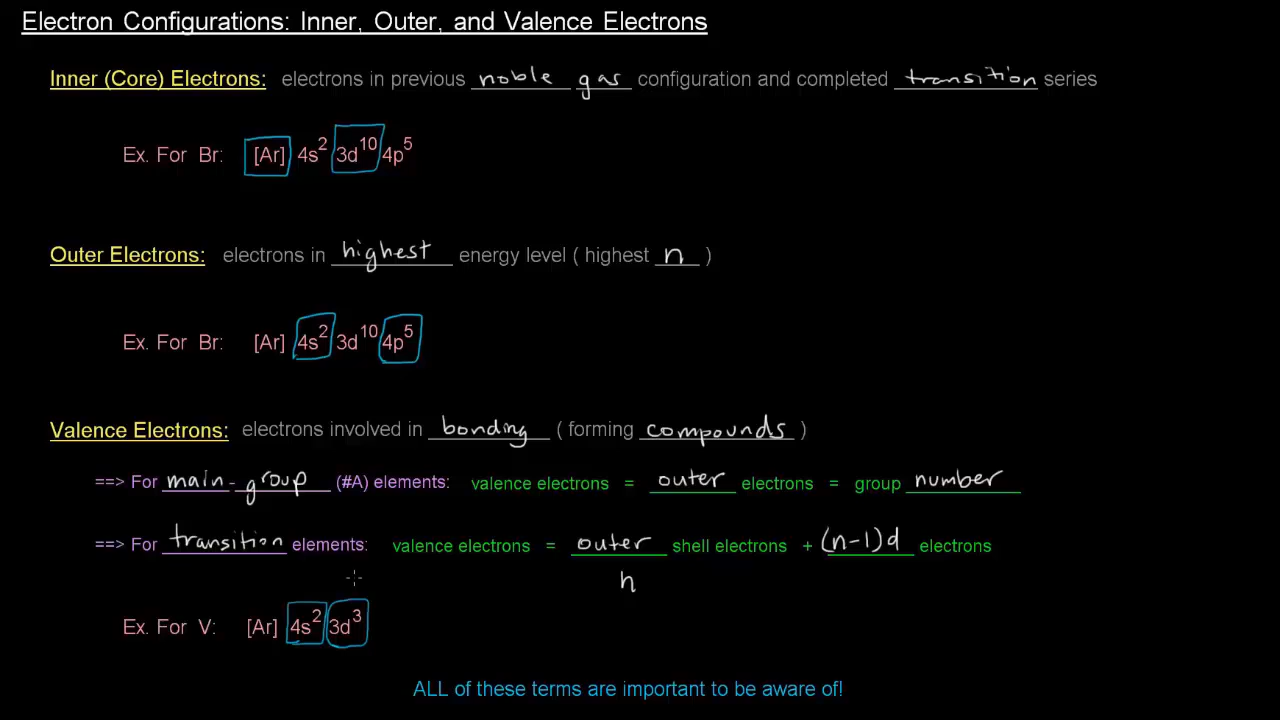 Electron Configurations: Inner, Outer, and Valence Electrons
Inner (Core) Electrons: electrons in previous noble gas configuration and completed transition series
Ex. For Br: [Ar] 4s² 3d¹⁰ 4p⁵
Outer Electrons: electrons in highest energy level ( highest n )
Ex. For Br: [Ar] 4s² 3d¹⁰ 4p⁵
Valence Electrons: electrons involved in bonding ( forming compounds )
==> For main-group (#A) elements: valence electrons = outer electrons = group number
==> For transition elements: valence electrons = outer shell electrons + (n-1)d electrons
n
Ex. For V: [Ar] 4s² 3d³
ALL of these terms are important to be aware of!